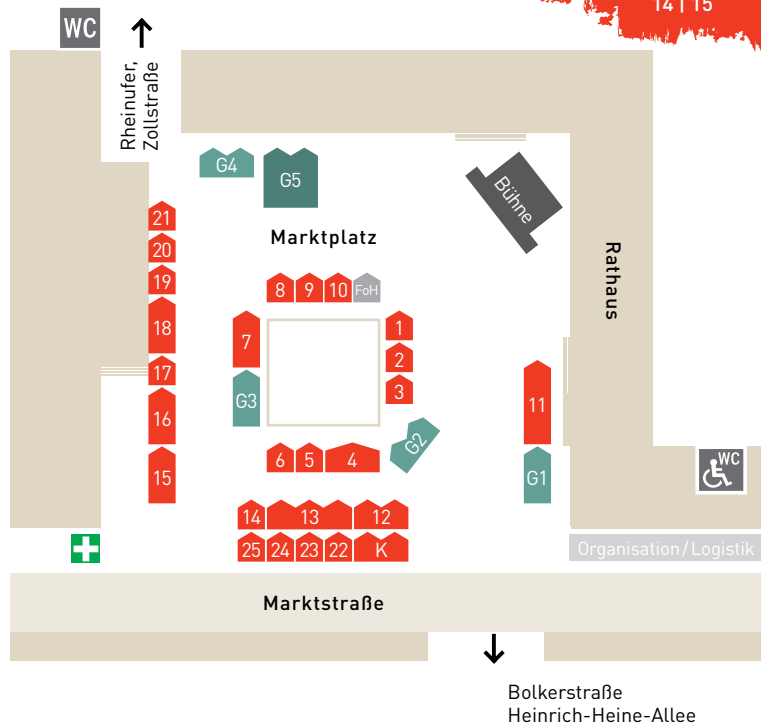 14 | 15
WC
Rheinufer,
Zollstraße
G4
G5
Bühne
Marktplatz
Rathaus
21
20
19
18
17
16
15
8
9
10
FoH
7
G3
1
2
3
6
5
4
G2
11
G1
WC
14
13
12
25
24
23
22
K
Organisation/Logistik
Marktstraße
Bolkerstraße
Heinrich-Heine-Allee